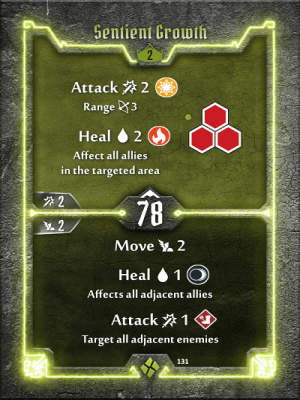 Sentient Growth
2
Attack 2
Range 3
Heal 2
Affect all allies
in the targeted area
2
78
2
Move 2
Heal 1
Affects all adjacent allies
Attack 1
Target all adjacent enemies
131